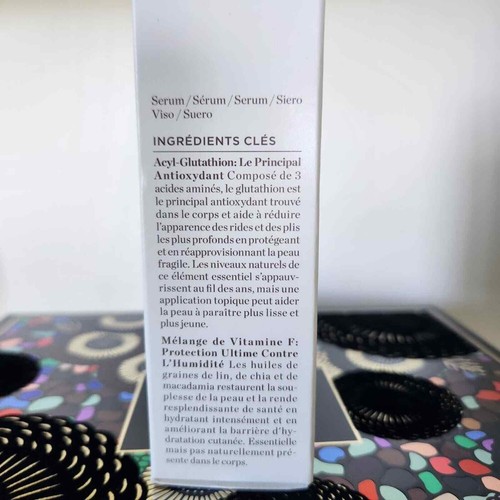 Serum / Sérum / Serum / Siero
Viso / Suero
INGRÉDIENTS CLÉS
Acyl-Glutathion: Le Principal
Antioxydant Composé de 3
acides aminés, le glutathion est
le principal antioxydant trouvé
dans le corps et aide à réduire
l'apparence des rides et des plis
les plus profonds en protégeant
et en réapprovisionnant la peau
fragile. Les niveaux naturels de
ce élément essentiel s'appauv-
rissent au fil des ans, mais une
application topique peut aider
la peau à paraître plus lisse et
plus jeune.
Mélange de Vitamine F:
Protection Ultime Contre
L'Humidité Les huiles de
graines de lin, de chia et de
macadamia restaurent la sou-
plesse de la peau et la rende
resplendissante de santé en
hydratant intensément et en
améliorant la barrière d'hy-
dratation cutanée. Essentielle
mais pas naturellement pré-
sente dans le corps.